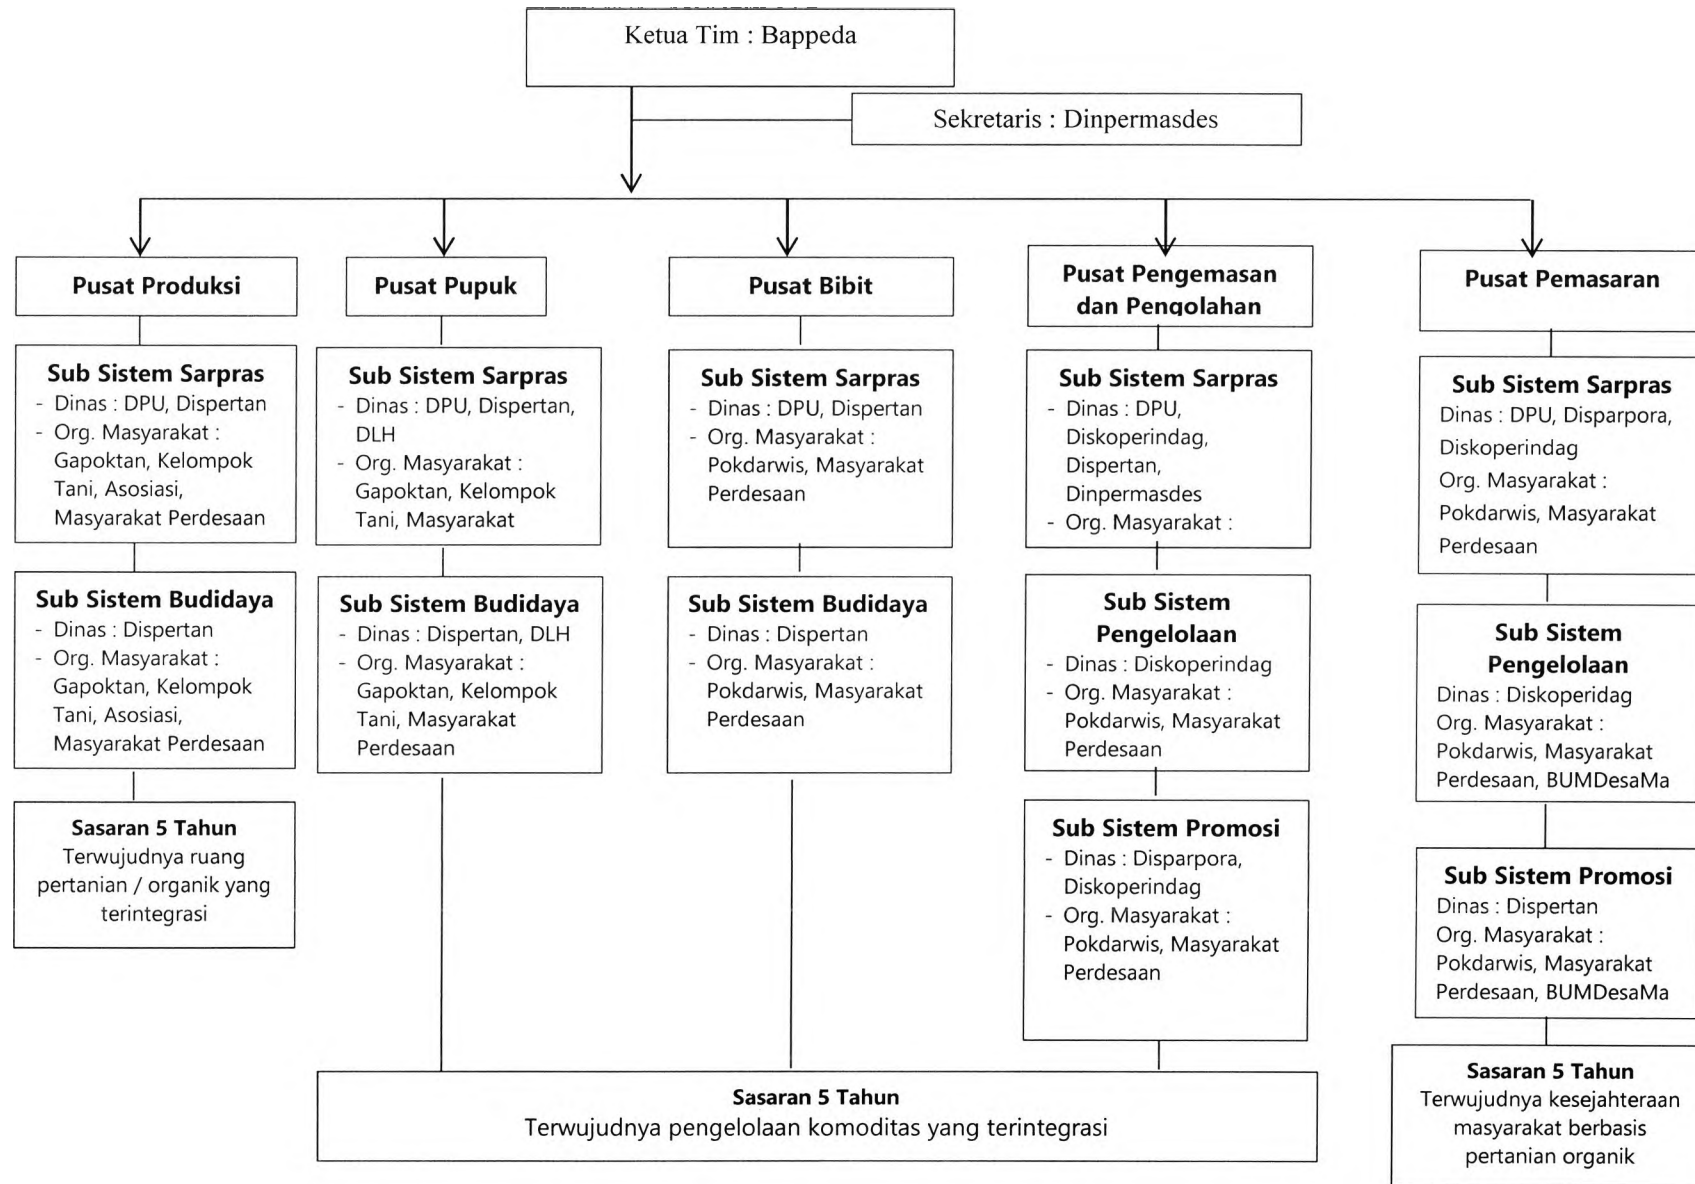 Ketua Tim : Bappeda
Sekretaris : Dinpermasdes
Pusat Produksi
Sub Sistem Sarpras
- Dinas : DPU, Dispertan
- Org. Masyarakat :
Gapoktan, Kelompok
Tani, Asosiasi,
Masyarakat Perdesaan
Sub Sistem Budidaya
- Dinas : Dispertan
- Org. Masyarakat :
Gapoktan, Kelompok
Tani, Asosiasi,
Masyarakat Perdesaan
Sasaran 5 Tahun
Terwujudnya ruang
pertanian / organik yang
terintegrasi
Pusat Pupuk
Sub Sistem Sarpras
- Dinas : DPU, Dispertan,
DLH
- Org. Masyarakat :
Gapoktan, Kelompok
Tani, Masyarakat
Sub Sistem Budidaya
- Dinas : Dispertan, DLH
- Org. Masyarakat :
Gapoktan, Kelompok
Tani, Masyarakat
Perdesaan
Pusat Bibit
Sub Sistem Sarpras
- Dinas : DPU, Dispertan
- Org. Masyarakat :
Pokdarwis, Masyarakat
Perdesaan
Sub Sistem Budidaya
- Dinas : Dispertan
- Org. Masyarakat :
Pokdarwis, Masyarakat
Perdesaan
Pusat Pengemasan
dan Pengolahan
Sub Sistem Sarpras
- Dinas : DPU,
Diskoperindag,
Dispertan,
Dinpermasdes
- Org. Masyarakat :
Sub Sistem
Pengelolaan
- Dinas : Diskoperindag
- Org. Masyarakat :
Pokdarwis, Masyarakat
Perdesaan
Sub Sistem Promosi
- Dinas : Disparpora,
Diskoperindag
- Org. Masyarakat :
Pokdarwis, Masyarakat
Perdesaan
Sasaran 5 Tahun
Terwujudnya pengelolaan komoditas yang terintegrasi
Pusat Pemasaran
Sub Sistem Sarpras
Dinas : DPU, Disparpora,
Diskoperindag
Org. Masyarakat :
Pokdarwis, Masyarakat
Perdesaan
Sub Sistem
Pengelolaan
Dinas : Diskoperidag
Org. Masyarakat :
Pokdarwis, Masyarakat
Perdesaan, BUMDesaMa
Sub Sistem Promosi
Dinas : Dispertan
Org. Masyarakat :
Pokdarwis, Masyarakat
Perdesaan, BUMDesaMa
Sasaran 5 Tahun
Terwujudnya kesejahteraan
masyarakat berbasis
pertanian organik